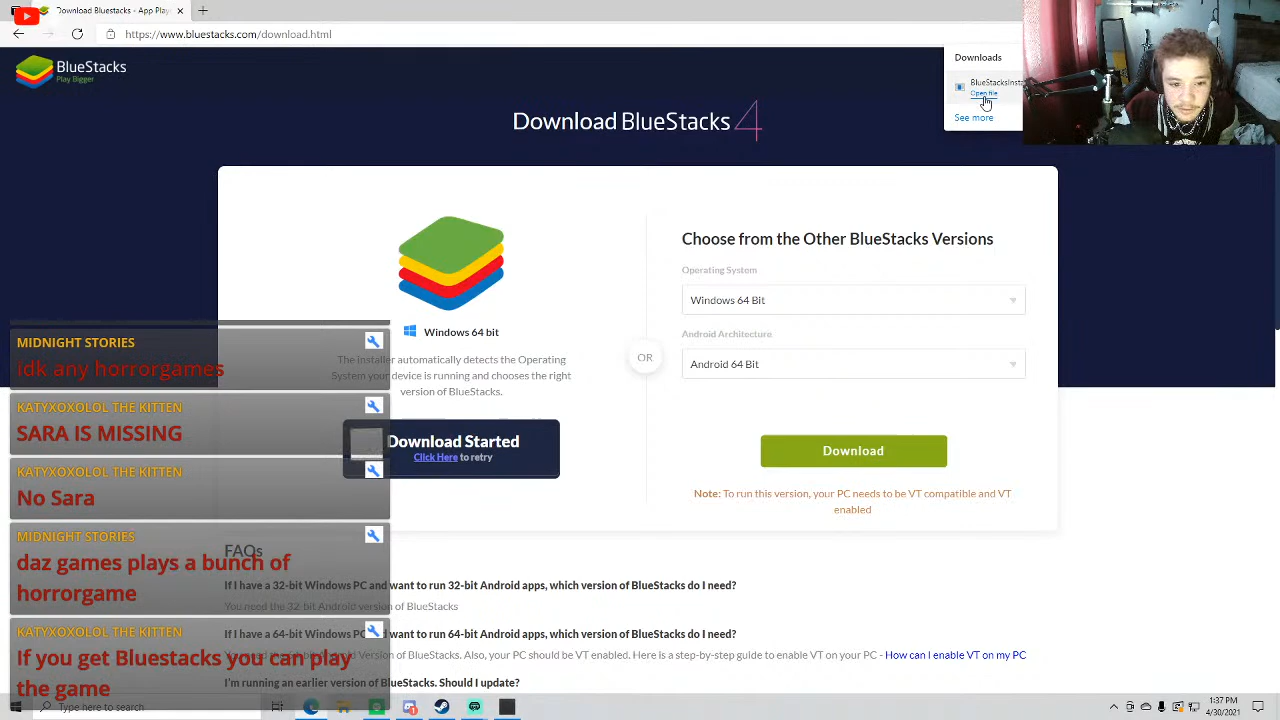 Download BlueStacks - App Play
https://www.bluestacks.com/download.html
BlueStacks
Play Bigger
Downloads
BlueStacksInst
Open file
See more
Download BlueStacks 4
Windows 64 bit
The installer automatically detects the Operating
System your device is running and chooses the right
version of BlueStacks.
Download Started
Click Here to retry
OR
Choose from the Other BlueStacks Versions
Operating System
Windows 64 Bit
Android Architecture
Android 64 Bit
Download
Note: To run this version, your PC needs to be VT compatible and VT
enabled
MIDNIGHT STORIES
idk any horrorgames
KATYXOXOLOL THE KITTEN
SARA IS MISSING
KATYXOXOLOL THE KITTEN
No Sara
MIDNIGHT STORIES
daz games plays a bunch of
horrorgame
KATYXOXOLOL THE KITTEN
If you get Bluestacks you can play
the game
FAQs
If I have a 32-bit Windows PC and want to run 32-bit Android apps, which version of BlueStacks do I need?
You need the 32-bit Android version of BlueStacks
If I have a 64-bit Windows PC and want to run 64-bit Android apps, which version of BlueStacks do I need?
Android Version of BlueStacks. Also, your PC should be VT enabled. Here is a step-by-step guide to enable VT on your PC - How can I enable VT on my PC
I'm running an earlier version of BlueStacks. Should I update?
Type here to search
1:37 PM
4/30/2021